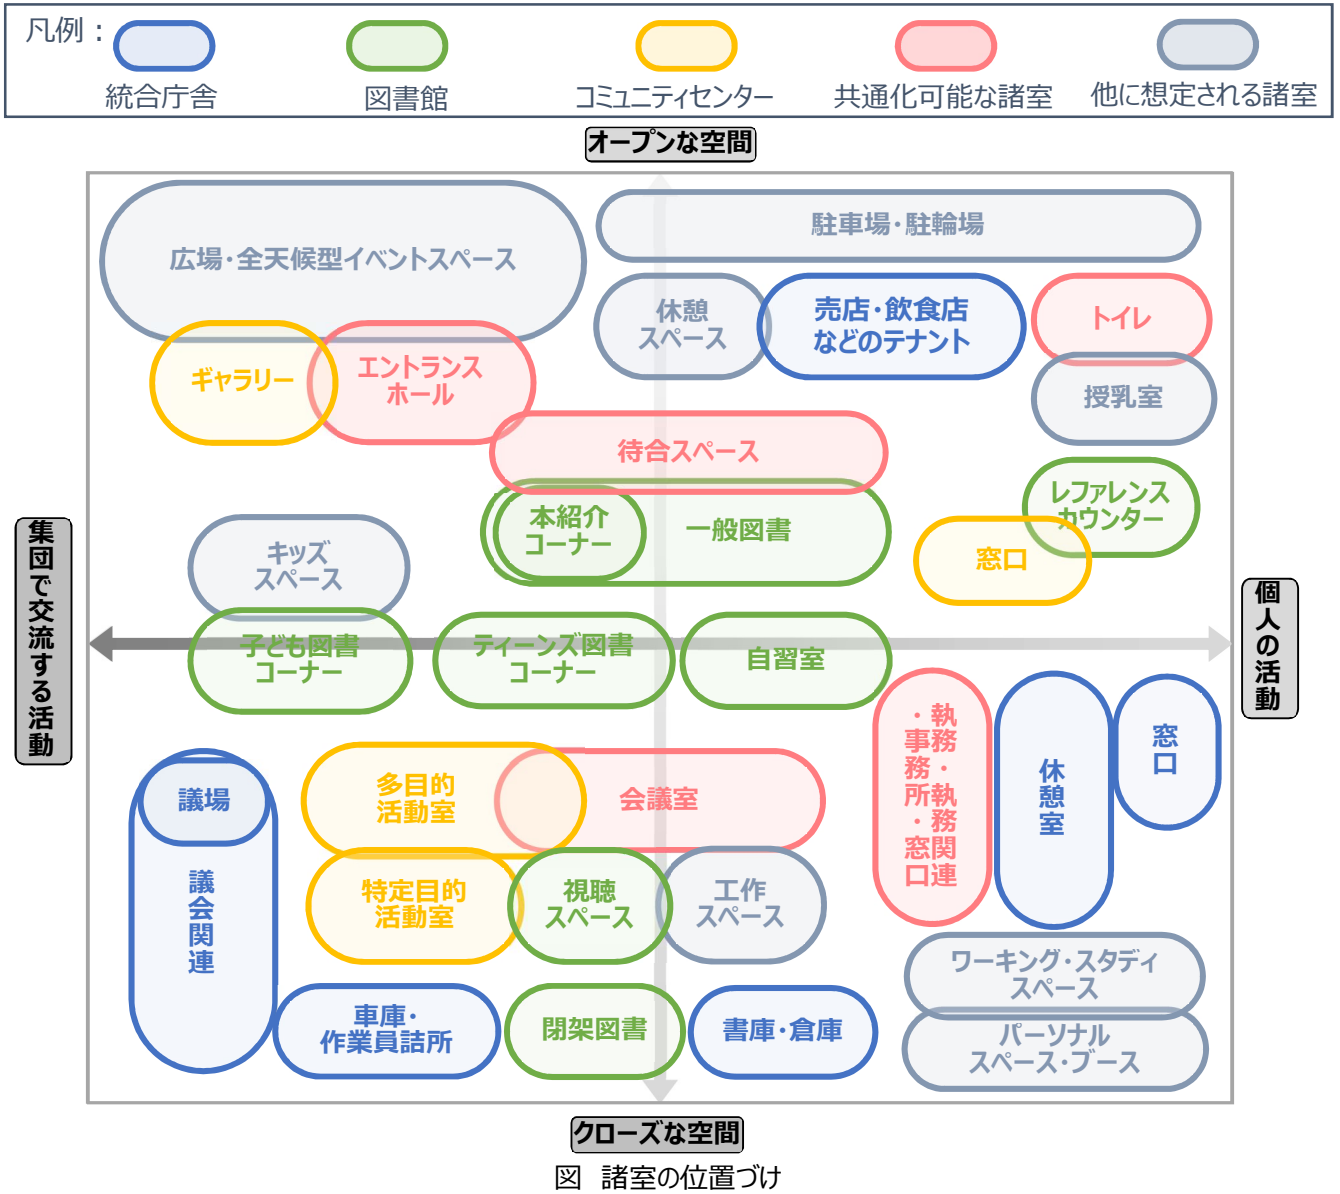 凡例：
統合庁舎
図書館
コミュニティセンター
共通化可能な諸室
他に想定される諸室
オープンな空間
広場・全天候型イベントスペース
駐車場・駐輪場
休憩
スペース
売店・飲食店
などのテナント
トイレ
授乳室
ギャラリー
エントランス
ホール
待合スペース
本紹介
コーナー
一般図書
レファレンス
カウンター
窓口
キッズ
スペース
集団で交流する活動
個人の活動
子ども図書
コーナー
ティーンズ図書
コーナー
自習室
執務・執務関連
・事務所・窓口
休憩室
窓口
議場
議会関連
多目的
活動室
会議室
特定目的
活動室
視聴
スペース
工作
スペース
ワーキング・スタディ
スペース
パーソナル
スペース・ブース
車庫・
作業員詰所
閉架図書
書庫・倉庫
クローズな空間
図　諸室の位置づけ